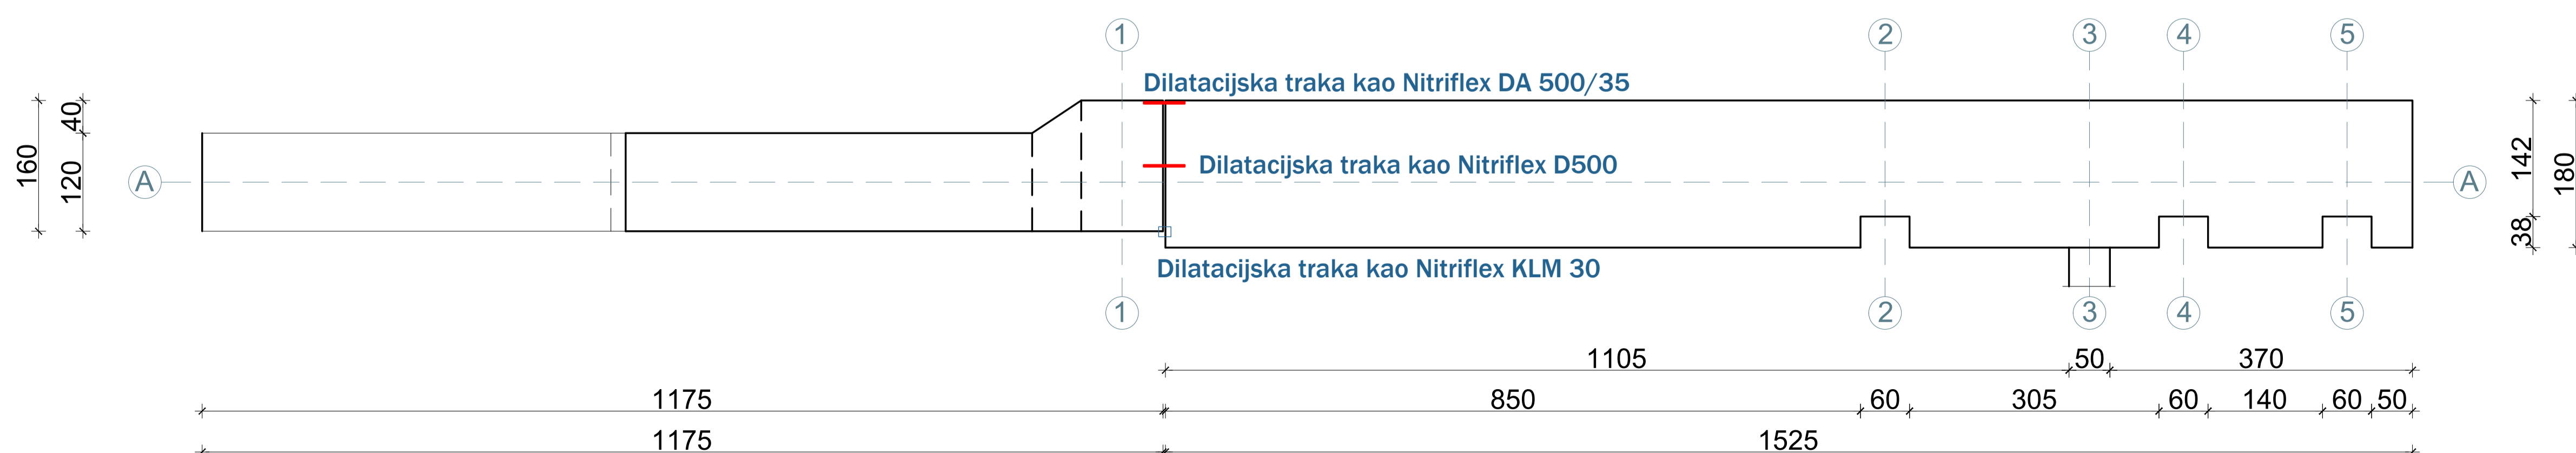 1 2 3 4 5
Dilatacijska traka kao Nitriflex DA 500/35
160 40 120
A
Dilatacijska traka kao Nitriflex D500
A
142 38 180
Dilatacijska traka kao Nitriflex KLM 30
1 2 3 4 5
1105 50 370
1175 850 60 305 60 140 60 50
1175 1525